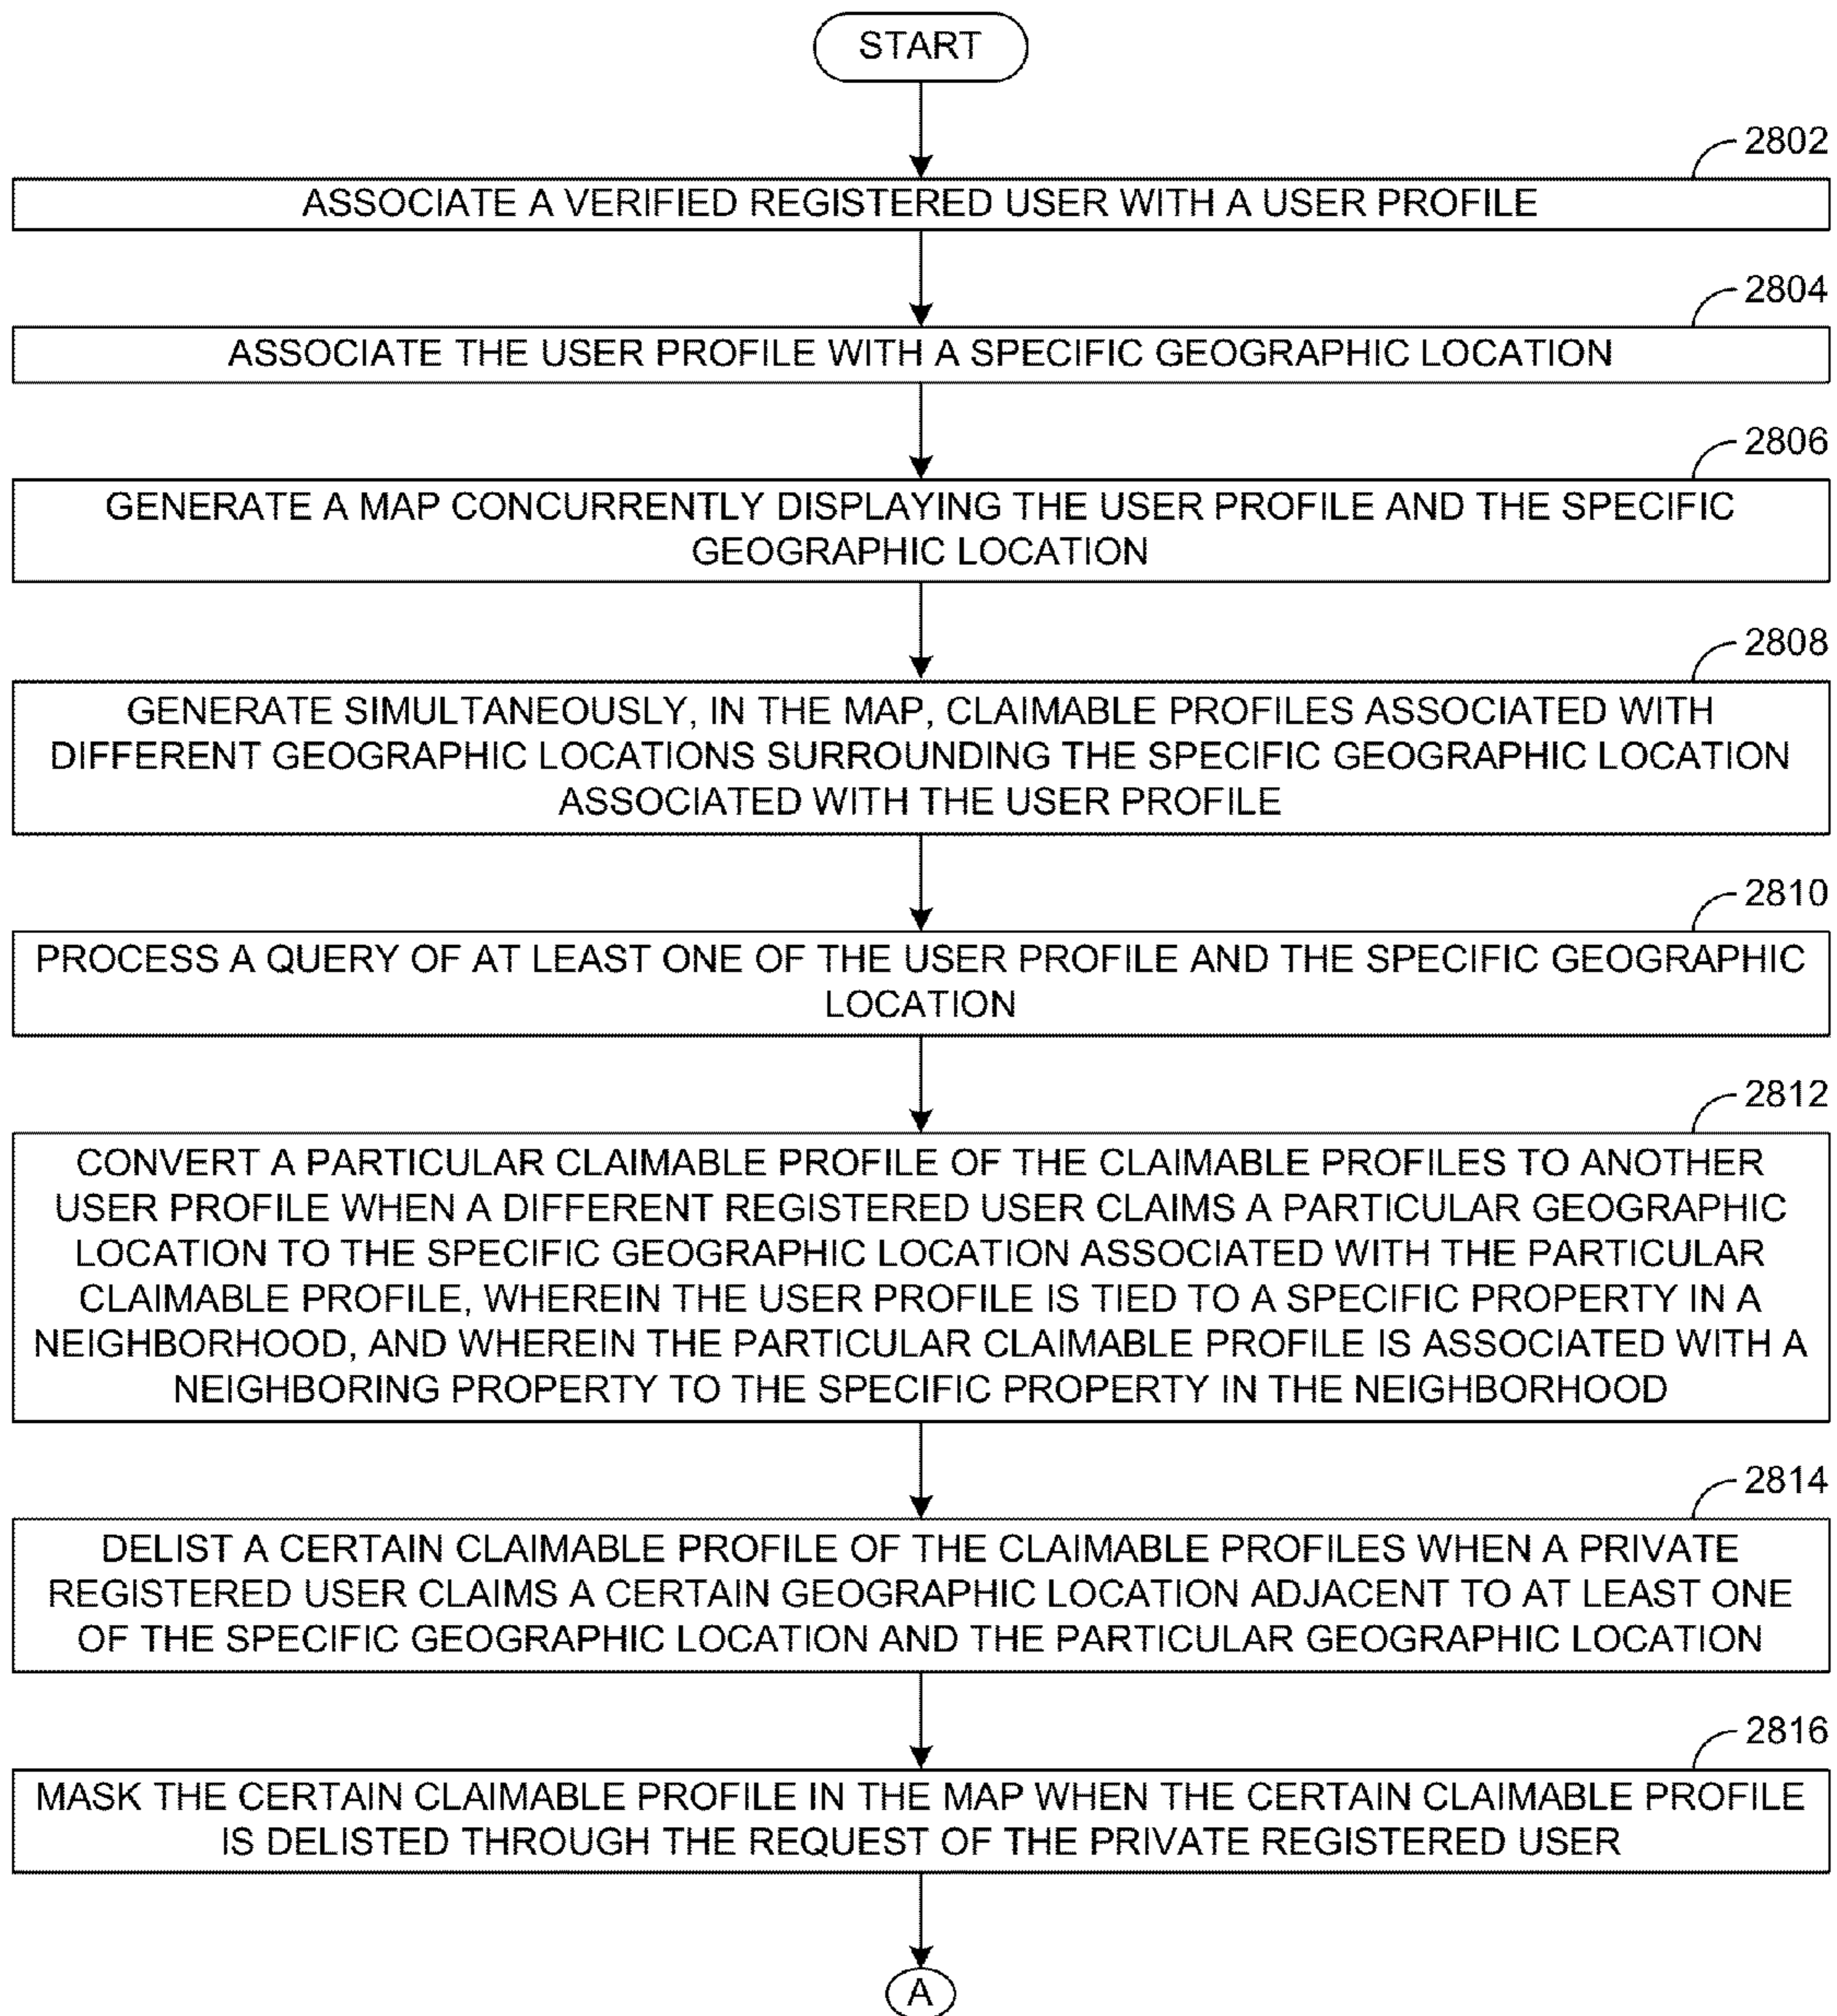 START
2802
ASSOCIATE A VERIFIED REGISTERED USER WITH A USER PROFILE
2804
ASSOCIATE THE USER PROFILE WITH A SPECIFIC GEOGRAPHIC LOCATION
2806
GENERATE A MAP CONCURRENTLY DISPLAYING THE USER PROFILE AND THE SPECIFIC
GEOGRAPHIC LOCATION
2808
GENERATE SIMULTANEOUSLY, IN THE MAP, CLAIMABLE PROFILES ASSOCIATED WITH
DIFFERENT GEOGRAPHIC LOCATIONS SURROUNDING THE SPECIFIC GEOGRAPHIC LOCATION
ASSOCIATED WITH THE USER PROFILE
2810
PROCESS A QUERY OF AT LEAST ONE OF THE USER PROFILE AND THE SPECIFIC GEOGRAPHIC
LOCATION
2812
CONVERT A PARTICULAR CLAIMABLE PROFILE OF THE CLAIMABLE PROFILES TO ANOTHER
USER PROFILE WHEN A DIFFERENT REGISTERED USER CLAIMS A PARTICULAR GEOGRAPHIC
LOCATION TO THE SPECIFIC GEOGRAPHIC LOCATION ASSOCIATED WITH THE PARTICULAR
CLAIMABLE PROFILE, WHEREIN THE USER PROFILE IS TIED TO A SPECIFIC PROPERTY IN A
NEIGHBORHOOD, AND WHEREIN THE PARTICULAR CLAIMABLE PROFILE IS ASSOCIATED WITH A
NEIGHBORING PROPERTY TO THE SPECIFIC PROPERTY IN THE NEIGHBORHOOD
2814
DELIST A CERTAIN CLAIMABLE PROFILE OF THE CLAIMABLE PROFILES WHEN A PRIVATE
REGISTERED USER CLAIMS A CERTAIN GEOGRAPHIC LOCATION ADJACENT TO AT LEAST ONE
OF THE SPECIFIC GEOGRAPHIC LOCATION AND THE PARTICULAR GEOGRAPHIC LOCATION
2816
MASK THE CERTAIN CLAIMABLE PROFILE IN THE MAP WHEN THE CERTAIN CLAIMABLE PROFILE
IS DELISTED THROUGH THE REQUEST OF THE PRIVATE REGISTERED USER
A